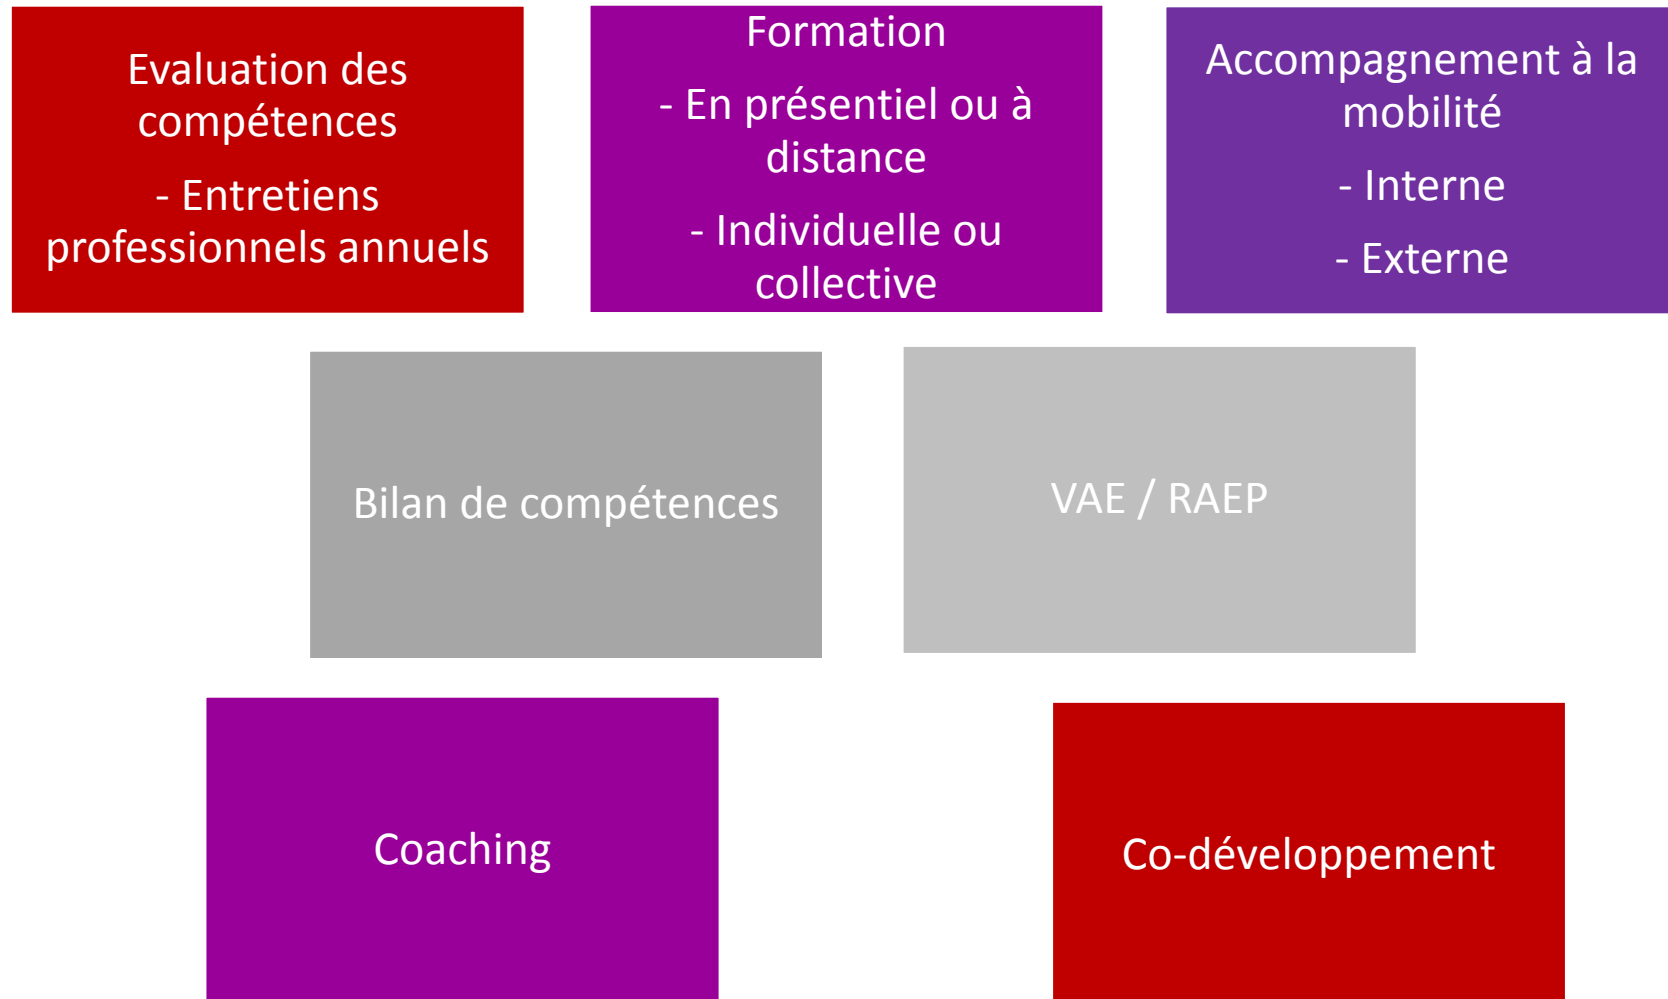 Evaluation des
compétences
- Entretiens
professionnels annuels
Formation
- En présentiel ou à
distance
- Individuelle ou
collective
Accompagnement à la
mobilité
- Interne
- Externe
Bilan de compétences
VAE / RAEP
Coaching
Co-développement